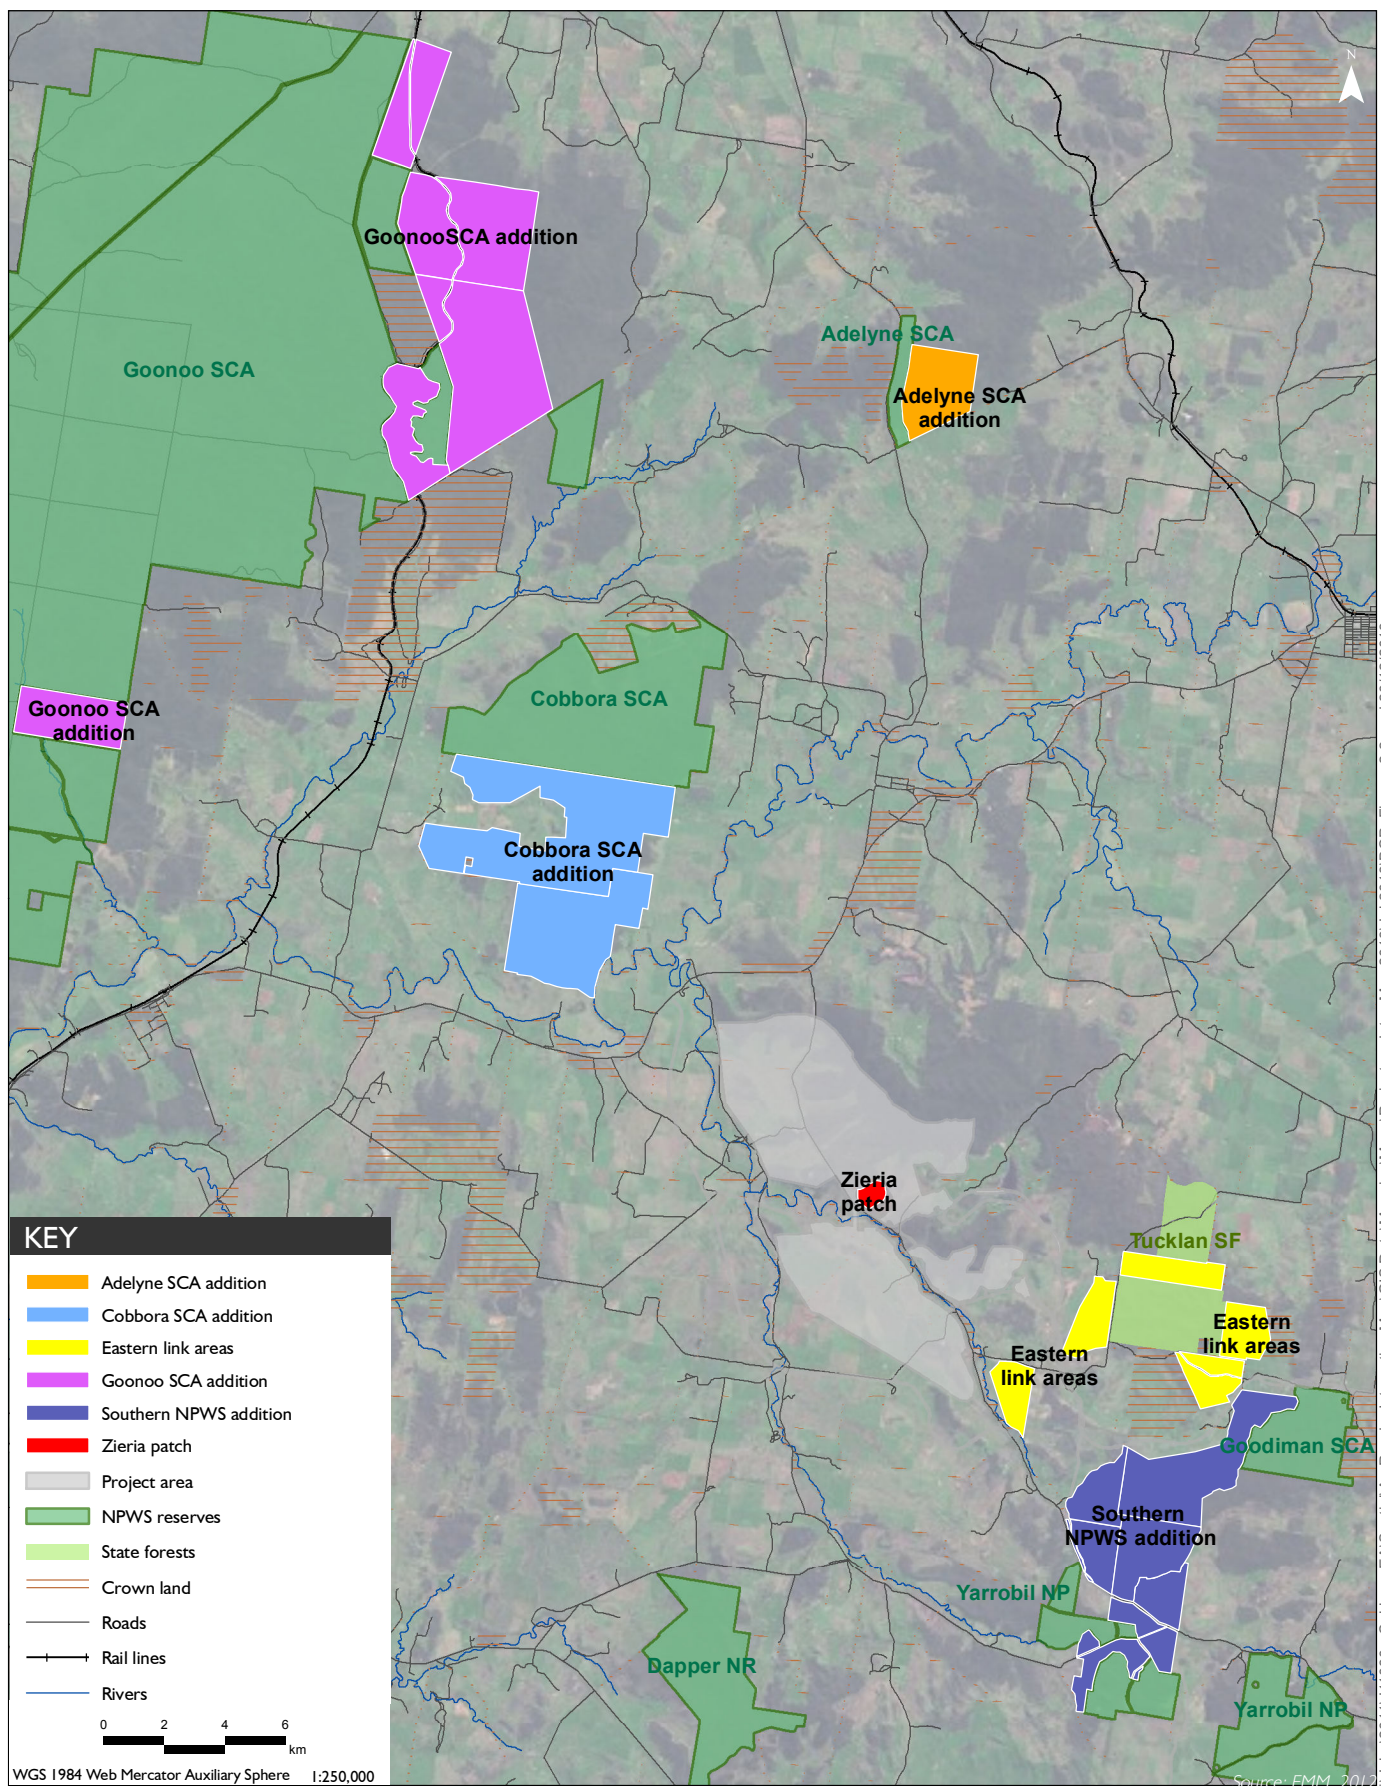 N
GoonooSCA addition
Adelyne SCA
Goonoo SCA
Adelyne SCA
addition
Cobbora SCA
Goonoo SCA
addition
Cobbora SCA
addition
Zieria
patch
Tucklan SF
Eastern
link areas
Eastern
link areas
Goodiman SCA
Southern
NPWS addition
Yarrobil NP
Dapper NR
Yarrobil NP
KEY
Adelyne SCA addition
Cobbora SCA addition
Eastern link areas
Goonoo SCA addition
Southern NPWS addition
Zieria patch
Project area
NPWS reserves
State forests
Crown land
Roads
Rail lines
Rivers
0 2 4 6
km
WGS 1984 Web Mercator Auxiliary Sphere 1:250,000
Source: EMM, 2012